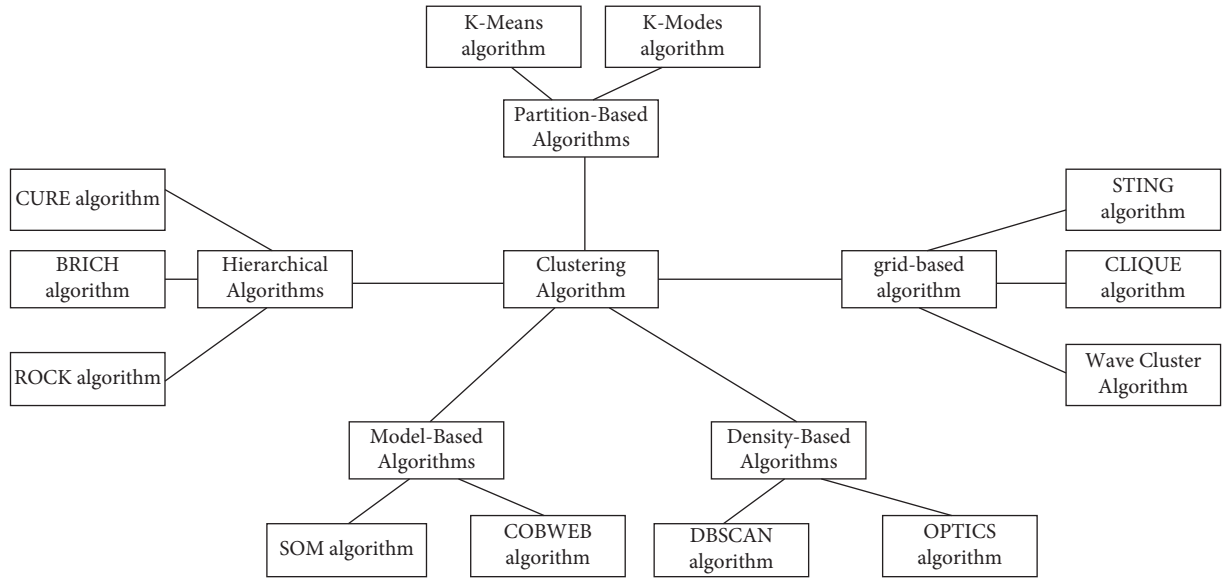 K-Means
algorithm
K-Modes
algorithm
Partition-Based
Algorithms
CURE algorithm
BRICH
algorithm
ROCK algorithm
Hierarchical
Algorithms
Clustering
Algorithm
grid-based
algorithm
STING
algorithm
CLIQUE
algorithm
Wave Cluster
Algorithm
Model-Based
Algorithms
Density-Based
Algorithms
SOM algorithm
COBWEB
algorithm
DBSCAN
algorithm
OPTICS
algorithm